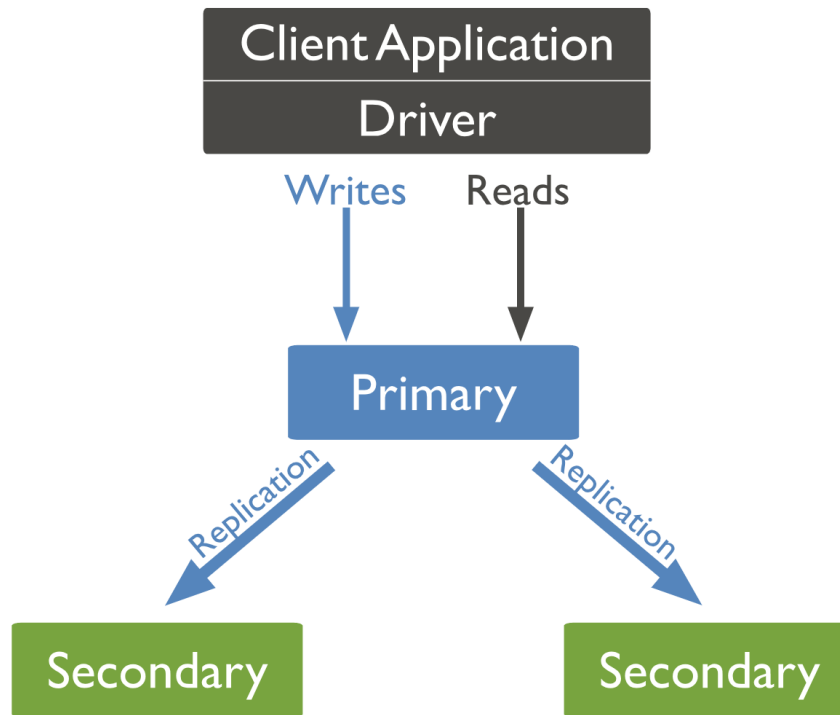 Client Application
Driver
Writes Reads
Primary
Replication Replication
Secondary Secondary